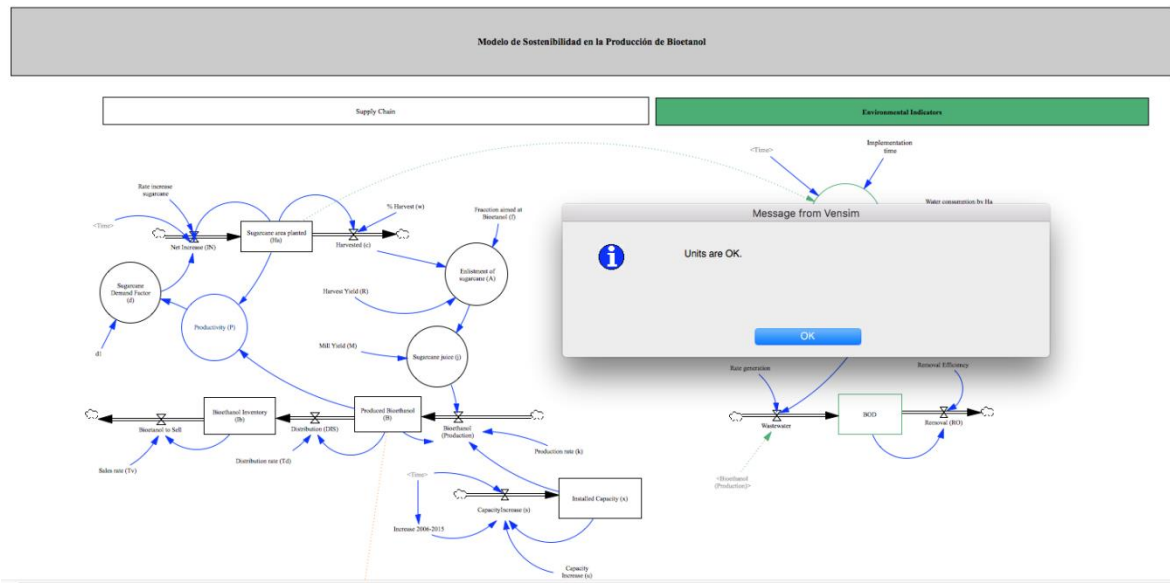 Modelo de Sostenibilidad en la Producción de Bioetanol
Supply Chain
Environmental Indicators
<Time>
Implementation
time
Rate increase
sugarcane
<Time>
Net Increase (IN)
Sugarcane area planted
(Ha)
% Harvest (w)
Harvested (c)
Fracction aimed at
Bioetanol (f)
Water consumption by Ha
Message from Vensim
Units are OK.
OK
Sugarcane
Demand Factor
(d)
Enlistment of
sugarcane (A)
Harvest Yield (R)
Productivity (P)
Mill Yield (M)
Sugarcane juice (j)
Rate generation
Removal Efficiency
Bioethanol Inventory
(Ib)
Produced Bioethanol
(B)
BOD
Bioetanol to Sell
Distribution (DIS)
Bioethanol
(Production)
Wastewater
Removal (RO)
Sales rate (Tv)
Distribution rate (Td)
Production rate (k)
<Time>
<Bioethanol
(Production)>
Installed Capacity (x)
CapacityIncrease (s)
Increase 2006-2015
Capacity
Increase (u)